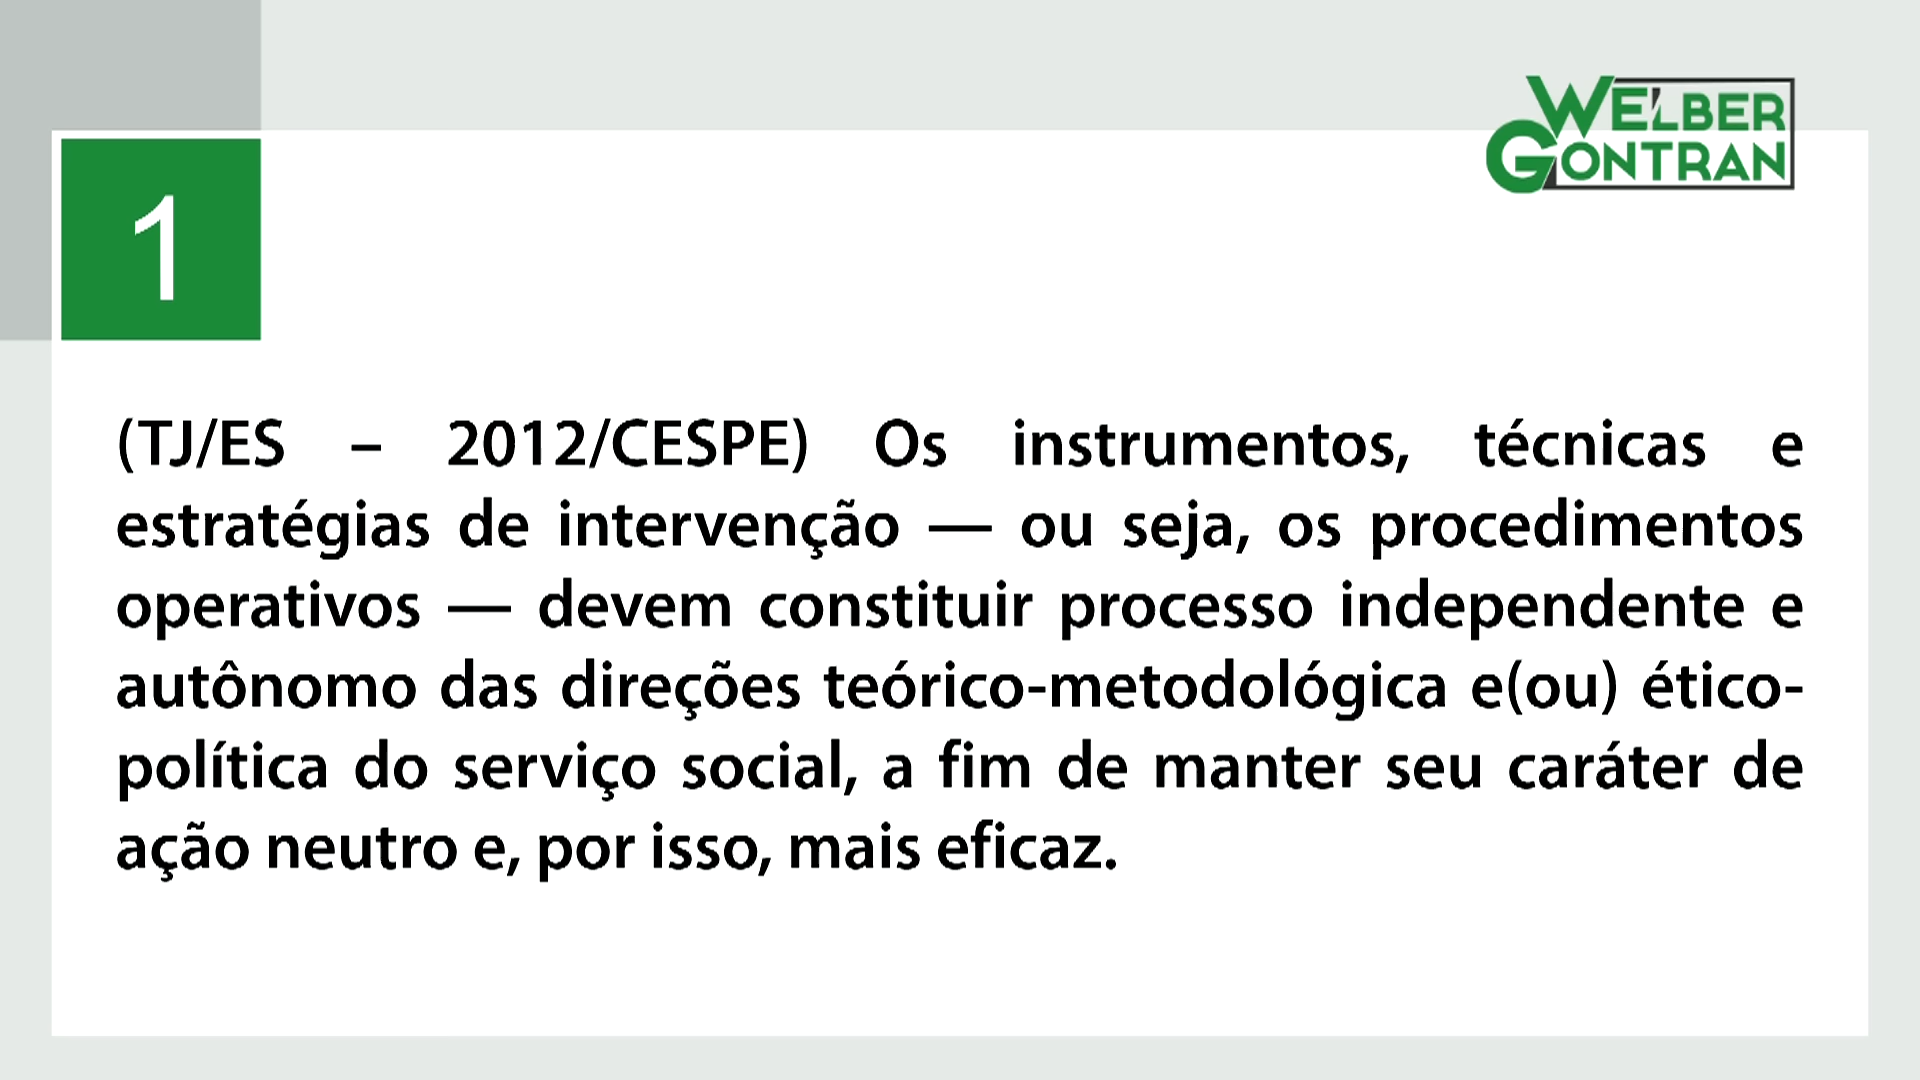 WELBER
GONTRAN
1
(TJ/ES – 2012/CESPE) Os instrumentos, técnicas e
estratégias de intervenção — ou seja, os procedimentos
operativos — devem constituir processo independente e
autônomo das direções teórico-metodológica e(ou) ético-
política do serviço social, a fim de manter seu caráter de
ação neutro e, por isso, mais eficaz.